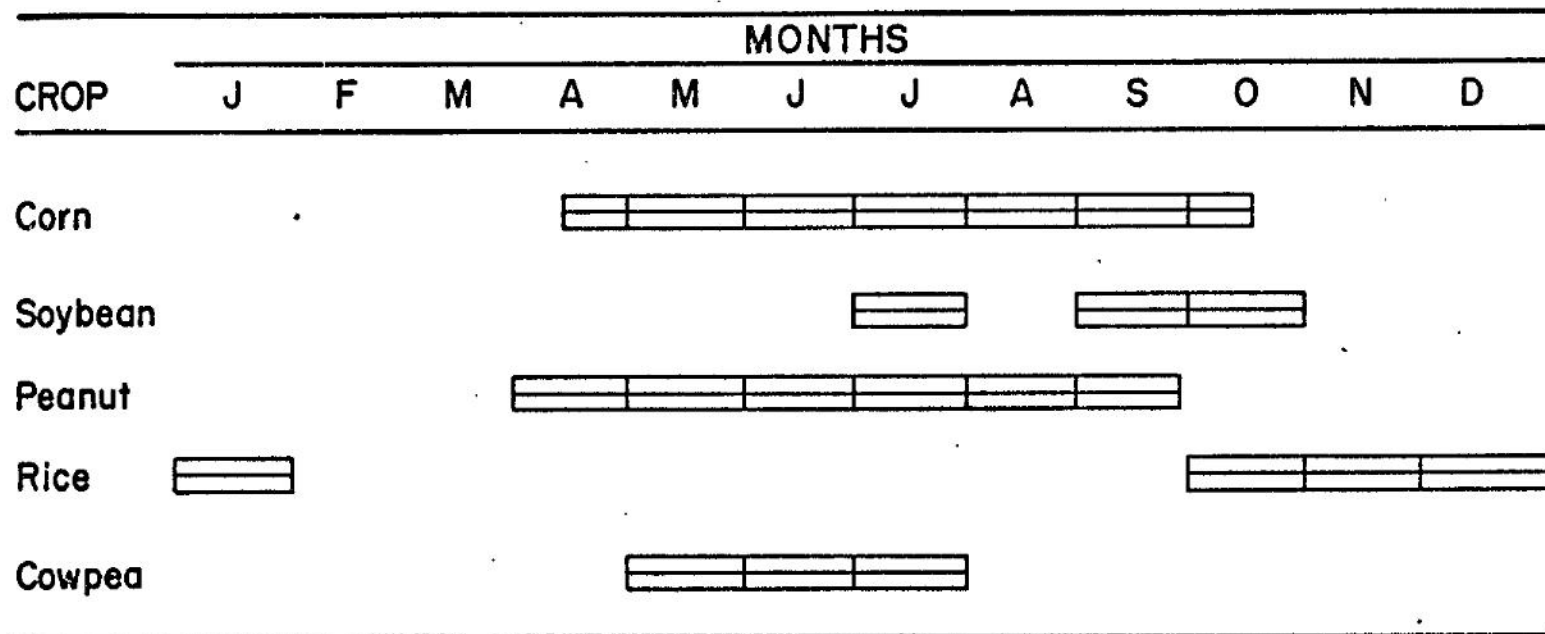 MONTHS
CROP J F M A M J J A S O N D
Corn
Soybean
Peanut
Rice
Cowpea